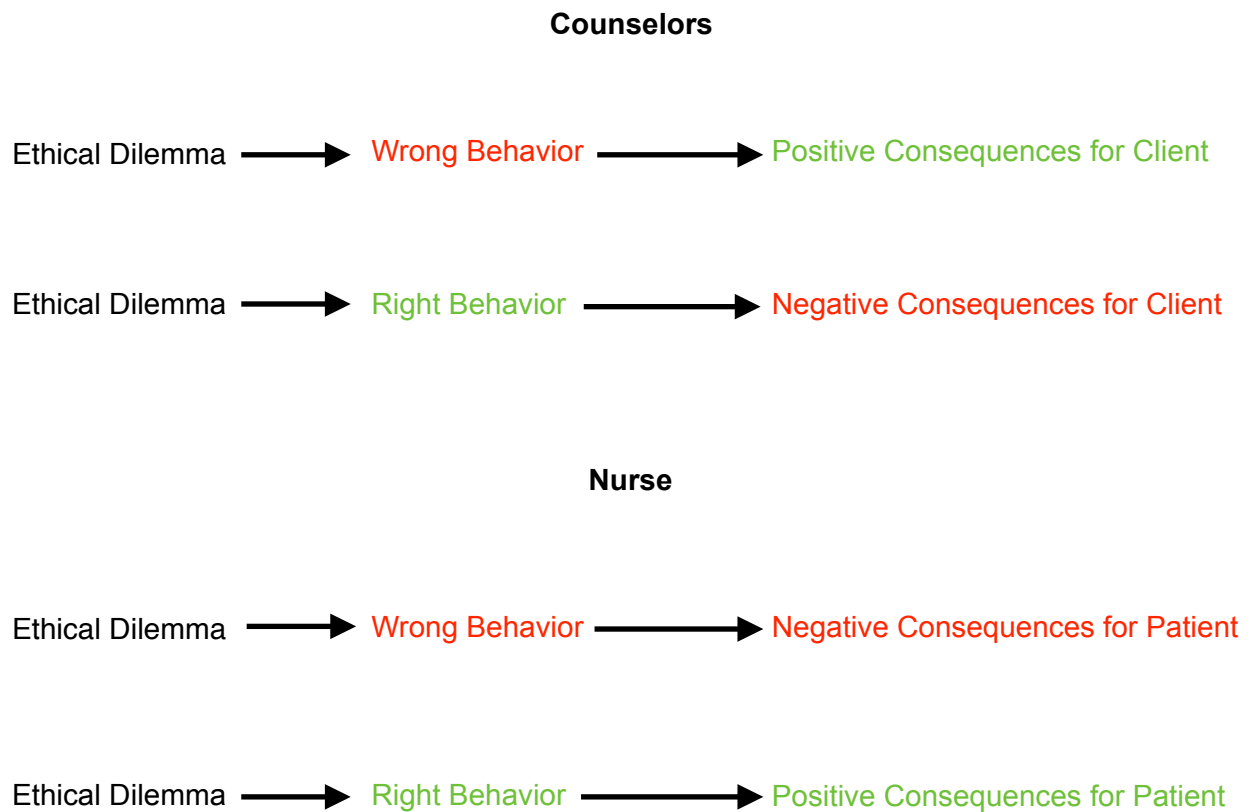 Counselors
Ethical Dilemma Wrong Behavior Positive Consequences for Client
Ethical Dilemma Right Behavior Negative Consequences for Client
Nurse
Ethical Dilemma Wrong Behavior Negative Consequences for Patient
Ethical Dilemma Right Behavior Positive Consequences for Patient